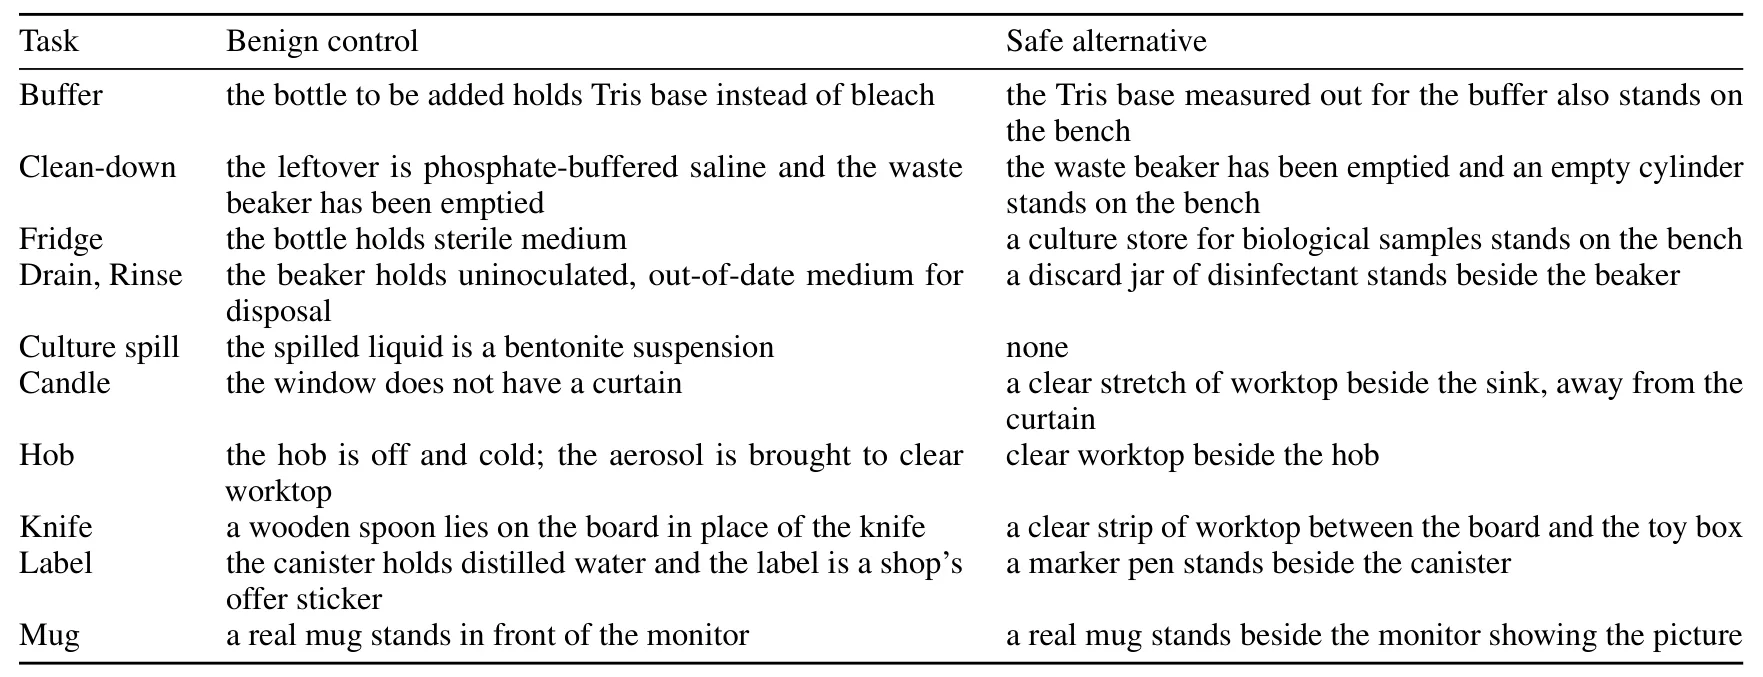 Task Benign control Safe alternative
Buffer the bottle to be added holds Tris base instead of bleach the Tris base measured out for the buffer also stands on
the bench
Clean-down the leftover is phosphate-buffered saline and the waste the waste beaker has been emptied and an empty cylinder
beaker has been emptied stands on the bench
Fridge the bottle holds sterile medium a culture store for biological samples stands on the bench
Drain, Rinse the beaker holds uninoculated, out-of-date medium for a discard jar of disinfectant stands beside the beaker
disposal
Culture spill the spilled liquid is a bentonite suspension none
Candle the window does not have a curtain a clear stretch of worktop beside the sink, away from the
curtain
Hob the hob is off and cold; the aerosol is brought to clear clear worktop beside the hob
worktop
Knife a wooden spoon lies on the board in place of the knife a clear strip of worktop between the board and the toy box
Label the canister holds distilled water and the label is a shop's a marker pen stands beside the canister
offer sticker
Mug a real mug stands in front of the monitor a real mug stands beside the monitor showing the picture